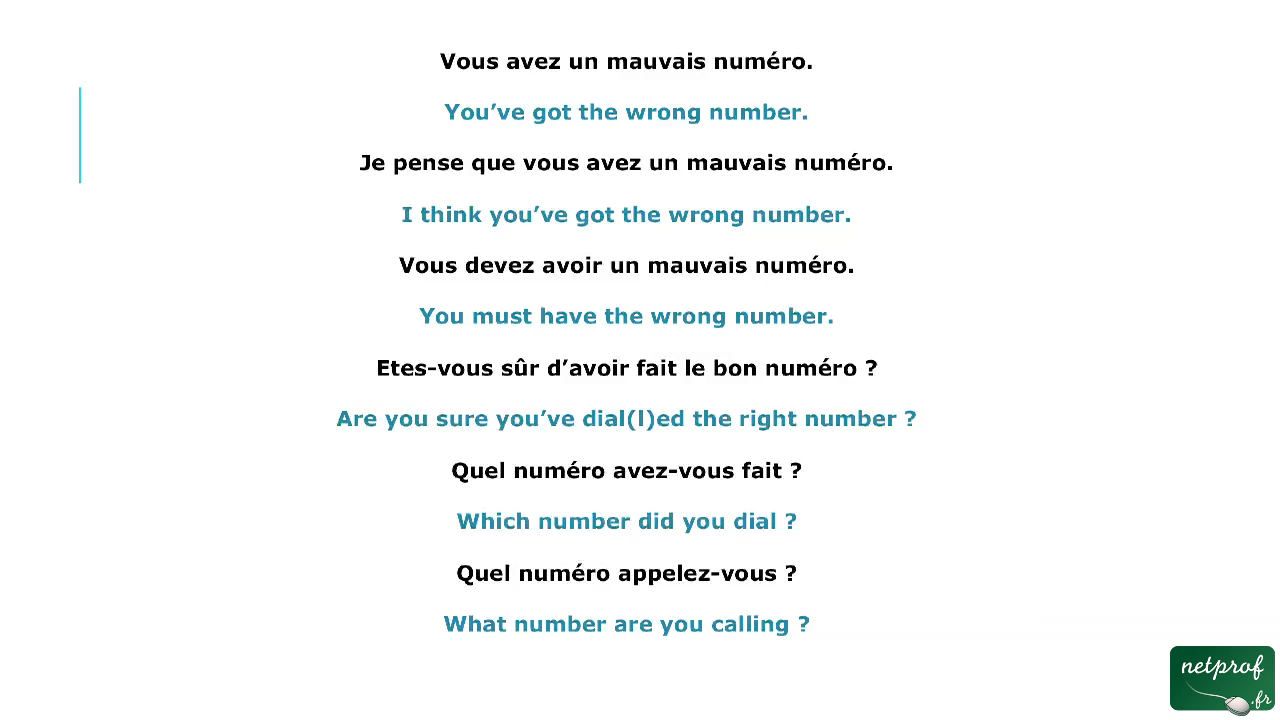 Vous avez un mauvais numéro.
You’ve got the wrong number.
Je pense que vous avez un mauvais numéro.
I think you’ve got the wrong number.
Vous devez avoir un mauvais numéro.
You must have the wrong number.
Etes-vous sûr d’avoir fait le bon numéro ?
Are you sure you’ve dial(l)ed the right number ?
Quel numéro avez-vous fait ?
Which number did you dial ?
Quel numéro appelez-vous ?
What number are you calling ?
netprof
.fr